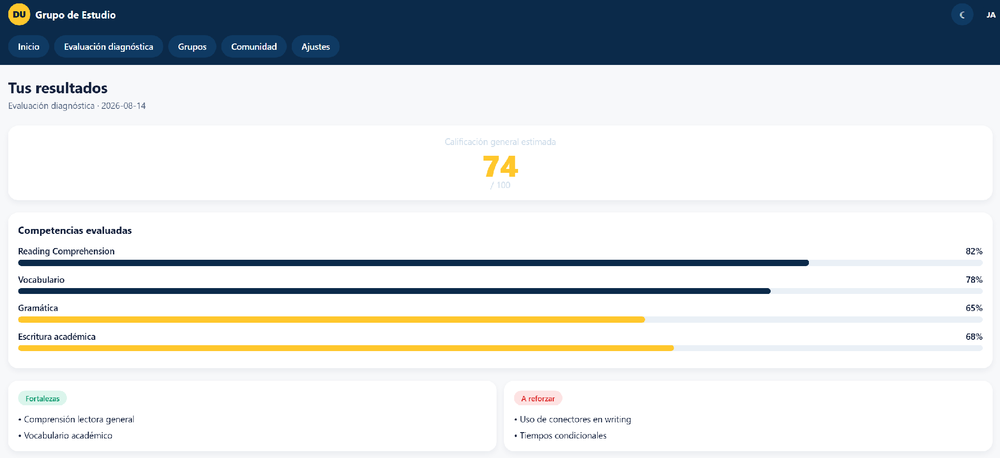 DU Grupo de Estudio
JA
Inicio Evaluación diagnóstica Grupos Comunidad Ajustes
Tus resultados
Evaluación diagnóstica · 2026-08-14
Calificación general estimada
74
/ 100
Competencias evaluadas
Reading Comprehension 82%
Vocabulario 78%
Gramática 65%
Escritura académica 68%
Fortalezas
• Comprensión lectora general
• Vocabulario académico
A reforzar
• Uso de conectores en writing
• Tiempos condicionales